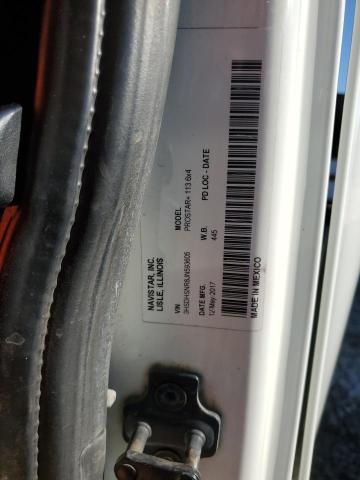 NAVISTAR, INC.
LISLE, ILLINOIS
VIN MODEL
3HSDHSNR8JN593605 PROSTAR+ 113 6x4
DATE MFG. W.B. PD LOC - DATE
12-May-2017 445
MADE IN MEXICO